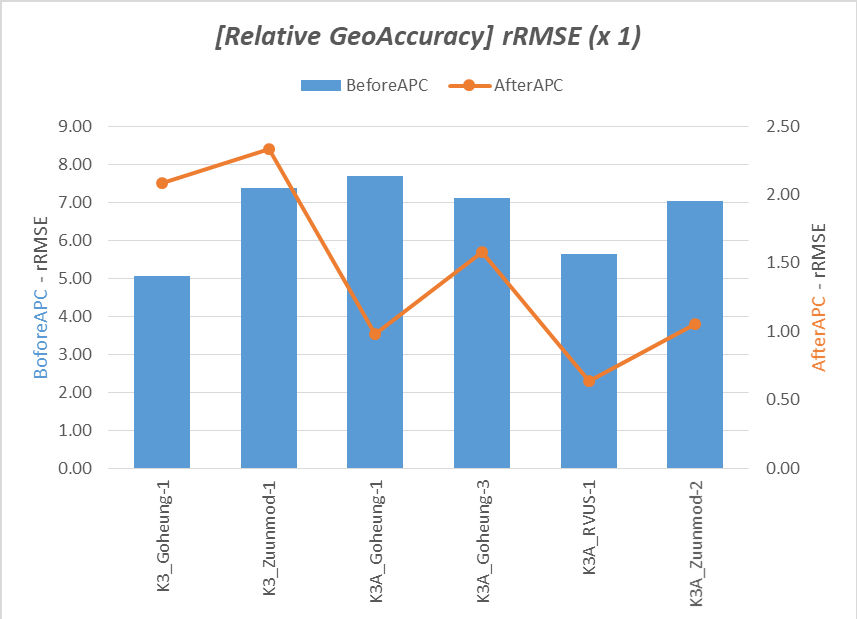 [Relative GeoAccuracy] rRMSE (x 1)
BeforeAPC
AfterAPC
9.00
8.00
7.00
6.00
5.00
4.00
3.00
2.00
1.00
0.00
BoforeAPC - rRMSE
2.50
2.00
1.50
1.00
0.50
0.00
AfterAPC - rRMSE
K3_Goheung-1
K3_Zuunmod-1
K3A_Goheung-1
K3A_Goheung-3
K3A_RVUS-1
K3A_Zuunmod-2